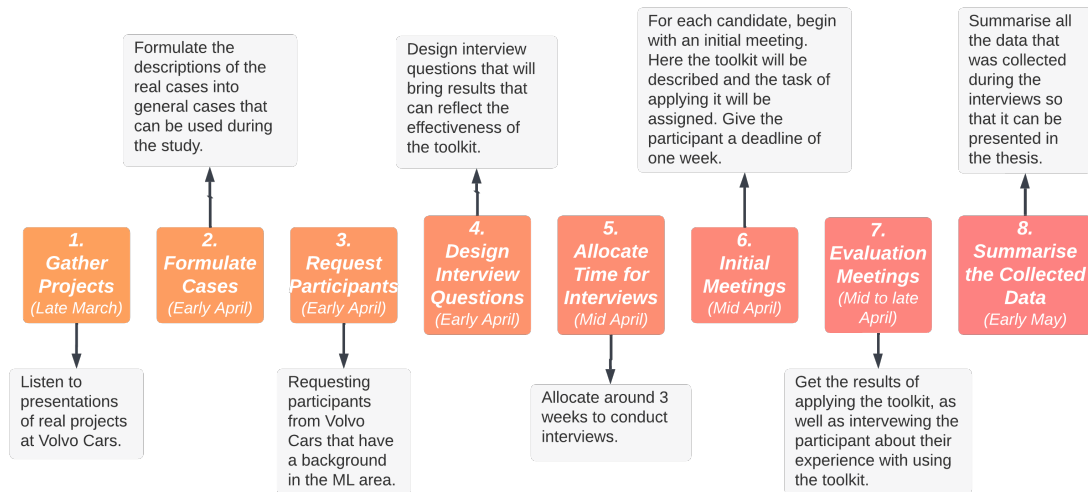 Formulate the
descriptions of the
real cases into
general cases that
can be used during
the study.
Design interview
questions that will
bring results that
can reflect the
effectiveness of
the toolkit.
For each candidate, begin
with an initial meeting.
Here the toolkit will be
described and the task of
applying it will be
assigned. Give the
participant a deadline of
one week.
Summarise all
the data that
was collected
during the
interviews so
that it can be
presented in
the thesis.
1.
Gather
Projects
(Late March)
2.
Formulate
Cases
(Early April)
3.
Request
Participants
(Early April)
4.
Design
Interview
Questions
(Early April)
5.
Allocate
Time for
Interviews
(Mid April)
6.
Initial
Meetings
(Mid April)
7.
Evaluation
Meetings
(Mid to late
April)
8.
Summarise
the Collected
Data
(Early May)
Listen to
presentations
of real projects
at Volvo Cars.
Requesting
participants
from Volvo
Cars that have
a background
in the ML area.
Allocate around 3
weeks to conduct
interviews.
Get the results of
applying the toolkit, as
well as intervewing the
participant about their
experience with using
the toolkit.